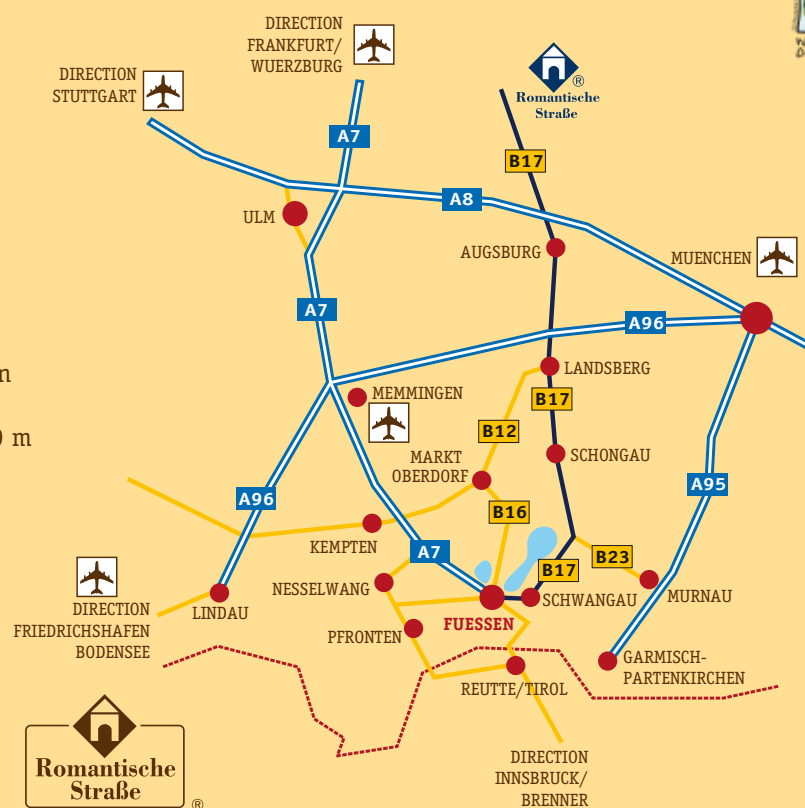 DIRECTION
FRANKFURT/
WUERZBURG
DIRECTION
STUTTGART
®
Romantische
Straße
A7
B17
A8
ULM
AUGSBURG
MUENCHEN
A7
A96
n
LANDSBERG
MEMMINGEN
B17
0 m
B12
MARKT
OBERDORF
SCHONGAU
A96
A95
B16
KEMPTEN
A7
B23
B17
NESSELWANG
DIRECTION
FRIEDRICHSHAFEN
BODENSEE
LINDAU
SCHWANGAU
MURNAU
FUESSEN
PFRONTEN
GARMISCH-
PARTENKIRCHEN
REUTTE/TIROL
DIRECTION
INNSBRUCK/
BRENNER
Romantische
Straße
®